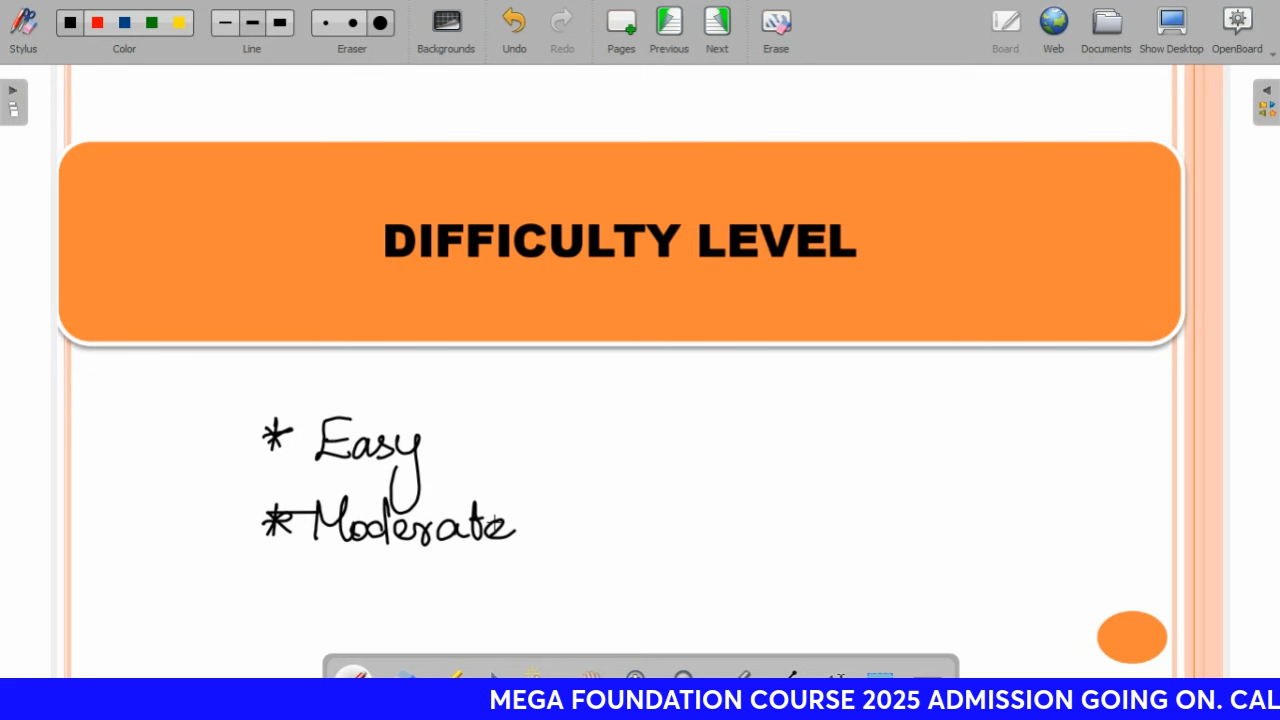 Stylus Color Line Eraser Backgrounds Undo Redo Pages Previous Next Erase Board Web Documents Show Desktop OpenBoard
DIFFICULTY LEVEL
* Easy
* Moderate
MEGA FOUNDATION COURSE 2025 ADMISSION GOING ON. CAL